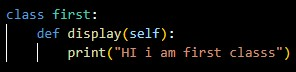 class first:
    def display(self):
        print("HI i am first classs")